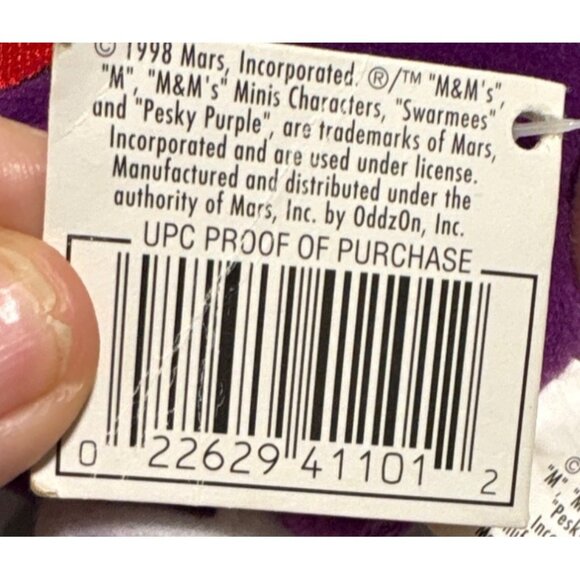 © 1998 Mars, Incorporated. ®/™ "M&M's",
"M", "M&M's" Minis Characters, "Swarmees"
and "Pesky Purple", are trademarks of Mars,
Incorporated and are used under license.
Manufactured and distributed under the
authority of Mars, Inc. by OddzOn, Inc.
UPC PROOF OF PURCHASE
0 22629 41101 2
©
"M", "M
"Pesk
Inco